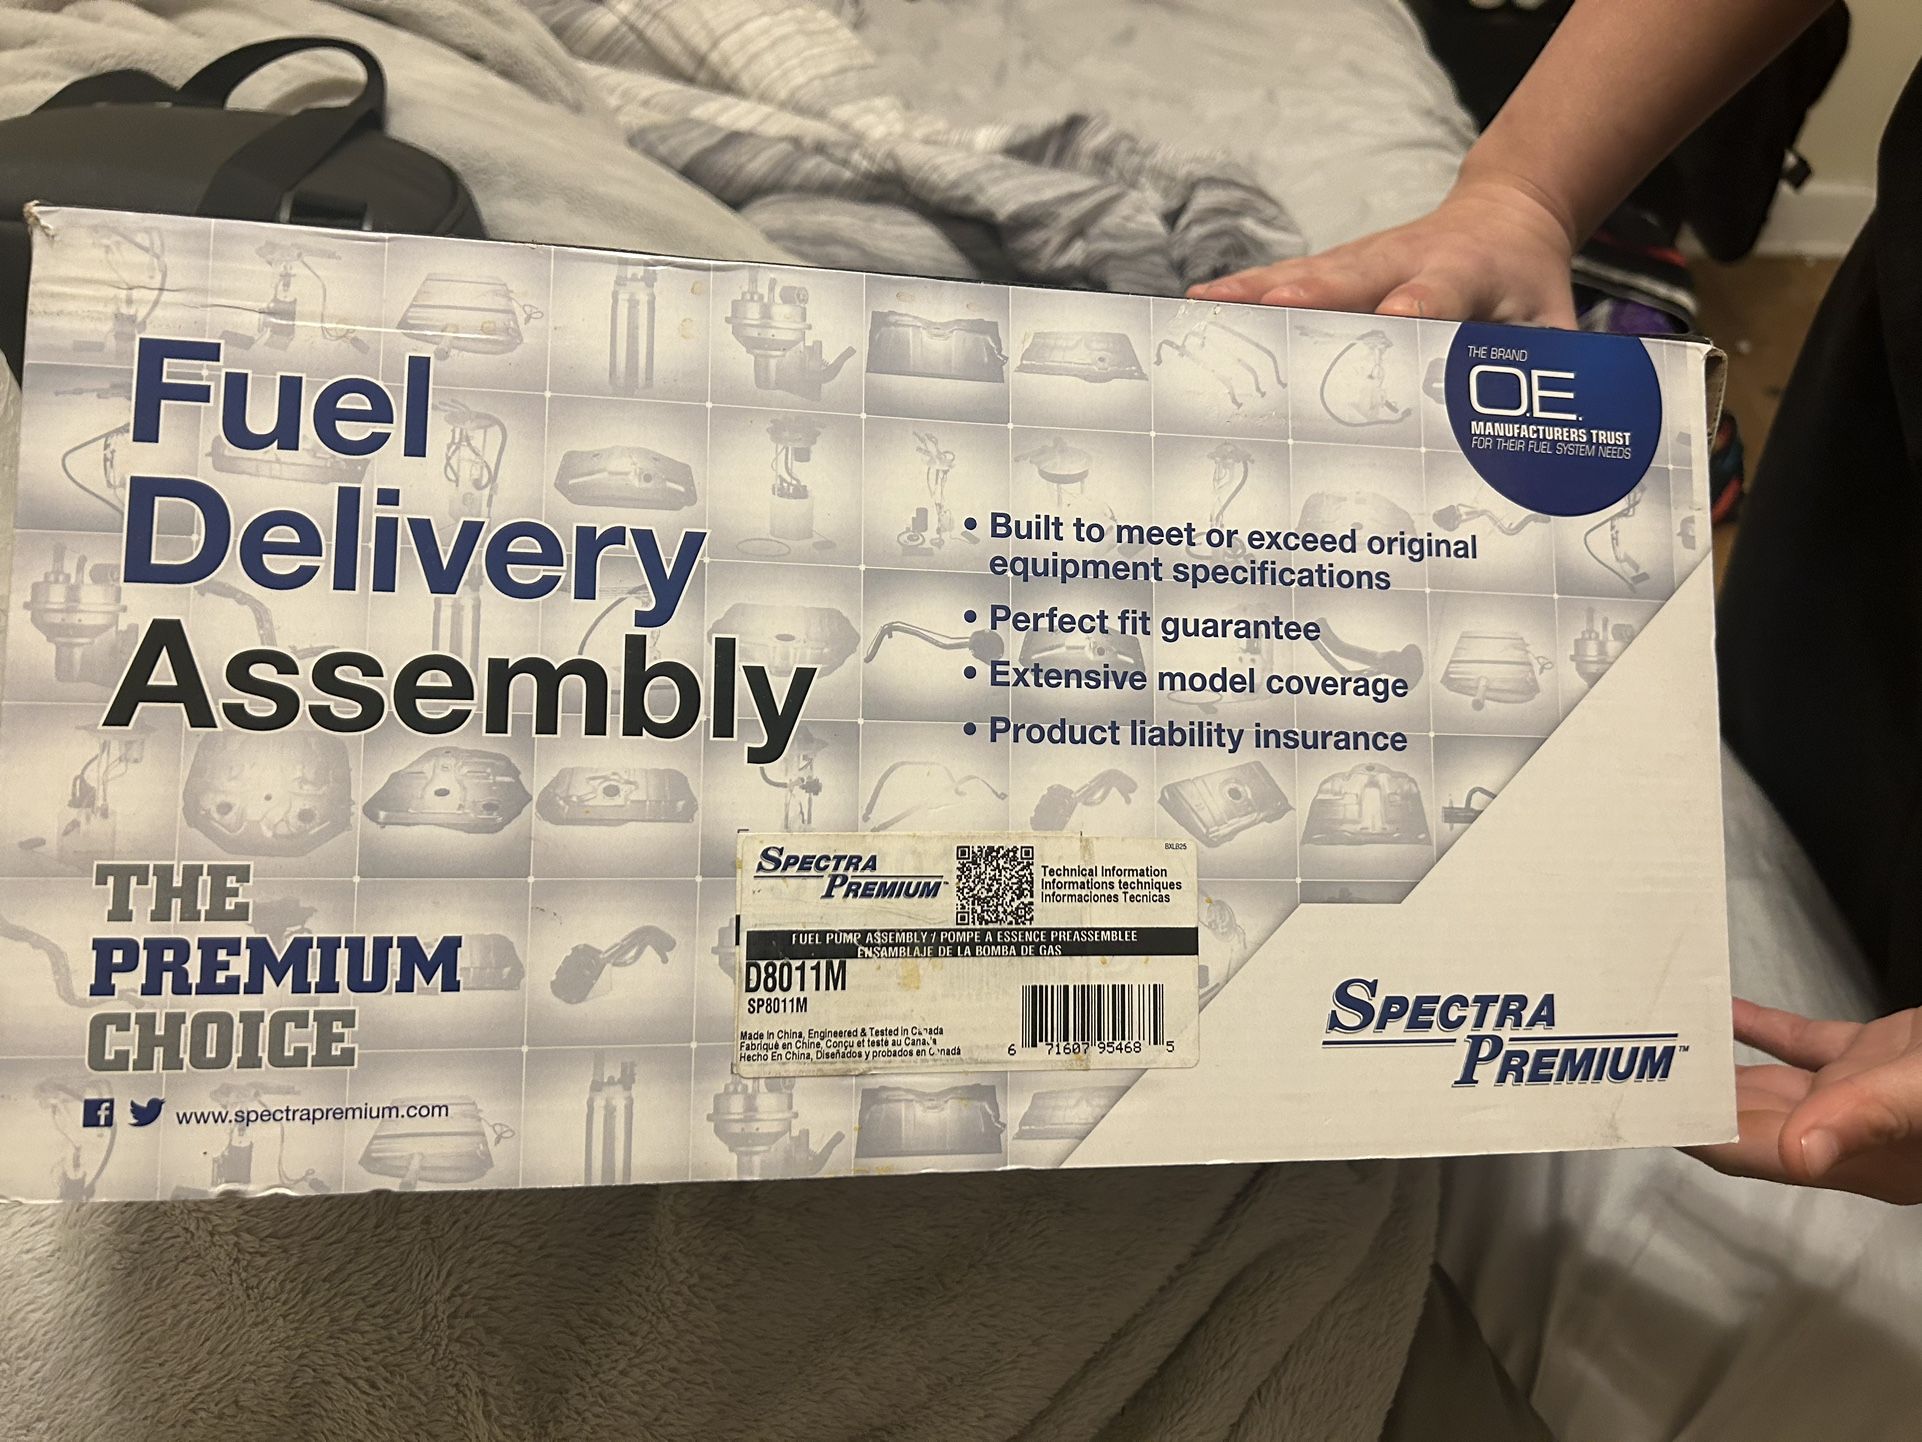 THE BRAND
O.E.
MANUFACTURERS TRUST
FOR THEIR FUEL SYSTEM NEEDS
Fuel
Delivery
Assembly
• Built to meet or exceed original
equipment specifications
• Perfect fit guarantee
• Extensive model coverage
• Product liability insurance
THE
PREMIUM
CHOICE
www.spectrapremium.com
SPECTRA
PREMIUM™
BXLB25
Technical Information
Informations techniques
Informaciones Tecnicas
FUEL PUMP ASSEMBLY / POMPE A ESSENCE PREASSEMBLEE
ENSAMBLAJE DE LA BOMBA DE GAS
D8011M
SP8011M
Made In China, Engineered & Tested In Canada
Fabriqué en Chine, Conçu et testé au Canada
Hecho En China, Diseñados y probados en Canadá
6 71607 95468 5
SPECTRA
PREMIUM™